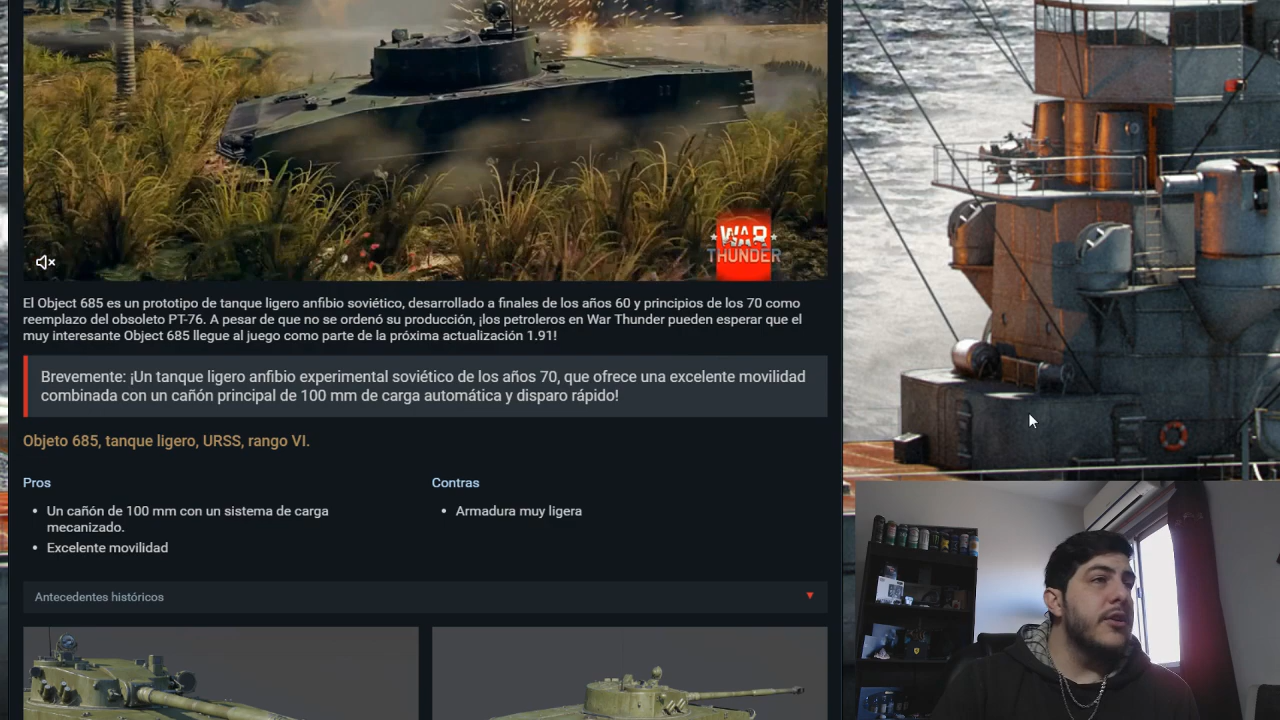 WAR
THUNDER
El Object 685 es un prototipo de tanque ligero anfibio soviético, desarrollado a finales de los años 60 y principios de los 70 como
reemplazo del obsoleto PT-76. A pesar de que no se ordenó su producción, ¡los petroleros en War Thunder pueden esperar que el
muy interesante Object 685 llegue al juego como parte de la próxima actualización 1.91!
Brevemente: ¡Un tanque ligero anfibio experimental soviético de los años 70, que ofrece una excelente movilidad
combinada con un cañón principal de 100 mm de carga automática y disparo rápido!
Objeto 685, tanque ligero, URSS, rango VI.
Pros
Contras
• Un cañón de 100 mm con un sistema de carga
mecanizado.
• Excelente movilidad
• Armadura muy ligera
Antecedentes históricos